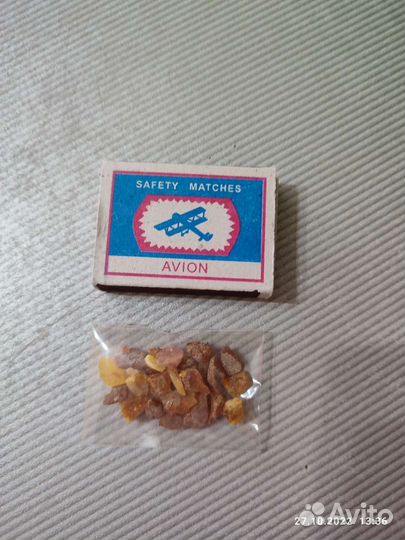 SAFETY MATCHES
AVION
27.10.2022 13:36
Avito